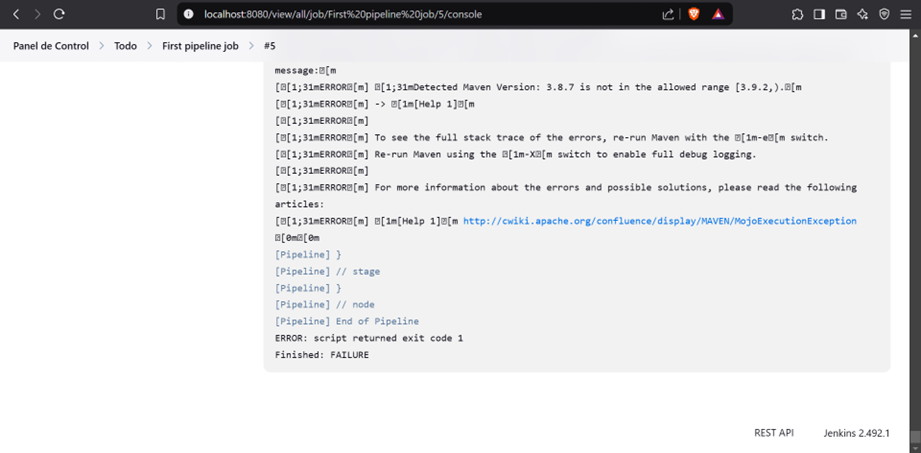 localhost:8080/view/all/job/First%20pipeline%20job/5/console
Panel de Control > Todo > First pipeline job > #5
message:⍰[m
[⍰[1;31mERROR⍰[m] ⍰[1;31mDetected Maven Version: 3.8.7 is not in the allowed range [3.9.2,).⍰[m
[⍰[1;31mERROR⍰[m] -> ⍰[1m[Help 1]⍰[m
[⍰[1;31mERROR⍰[m]
[⍰[1;31mERROR⍰[m] To see the full stack trace of the errors, re-run Maven with the ⍰[1m-e⍰[m switch.
[⍰[1;31mERROR⍰[m] Re-run Maven using the ⍰[1m-X⍰[m switch to enable full debug logging.
[⍰[1;31mERROR⍰[m]
[⍰[1;31mERROR⍰[m] For more information about the errors and possible solutions, please read the following
articles:
[⍰[1;31mERROR⍰[m] ⍰[1m[Help 1]⍰[m http://cwiki.apache.org/confluence/display/MAVEN/MojoExecutionException
⍰[0m⍰[0m
[Pipeline] }
[Pipeline] // stage
[Pipeline] }
[Pipeline] // node
[Pipeline] End of Pipeline
ERROR: script returned exit code 1
Finished: FAILURE
REST API Jenkins 2.492.1